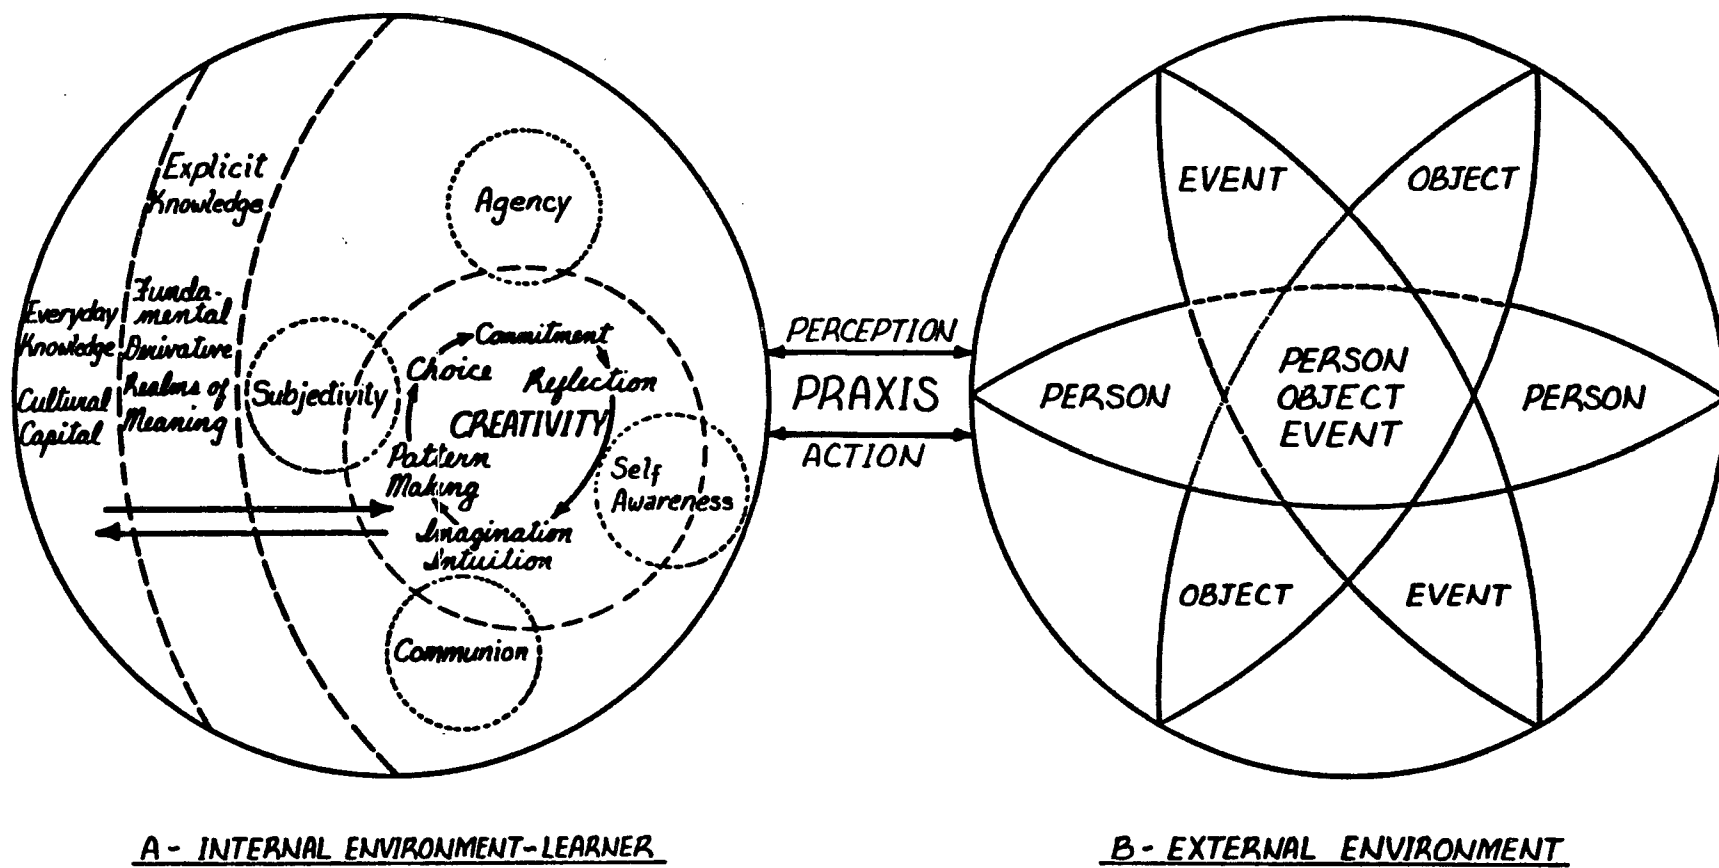 Explicit
Knowledge
Everyday
Knowledge
Cultural
Capital
Funda-
mental
Derivative
Realms of
Meaning
Agency
Subjectivity
Commitment
Choice
Reflection
CREATIVITY
Pattern
Making
Self
Awareness
Imagination
Intuition
Communion
PERCEPTION
PRAXIS
ACTION
EVENT
OBJECT
PERSON
PERSON
OBJECT
EVENT
PERSON
OBJECT
EVENT
A - INTERNAL ENVIRONMENT-LEARNER
B - EXTERNAL ENVIRONMENT